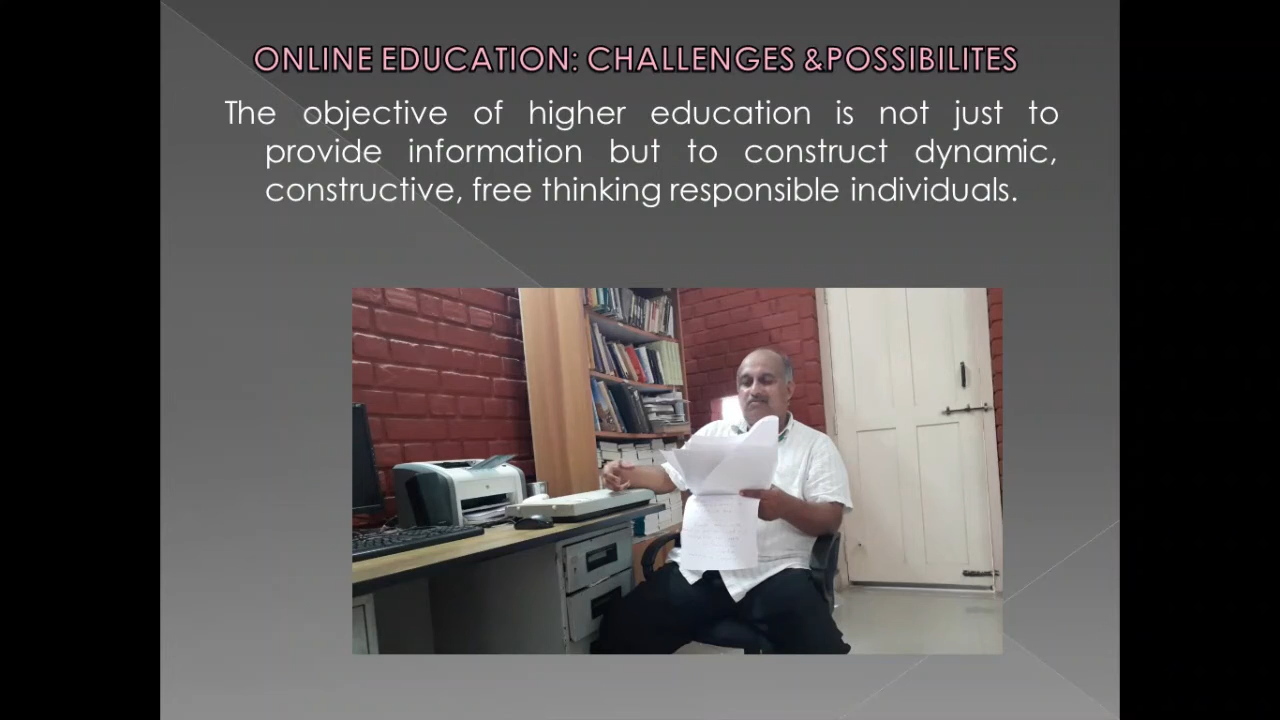 ONLINE EDUCATION: CHALLENGES &POSSIBILITES
The objective of higher education is not just to
provide information but to construct dynamic,
constructive, free thinking responsible individuals.